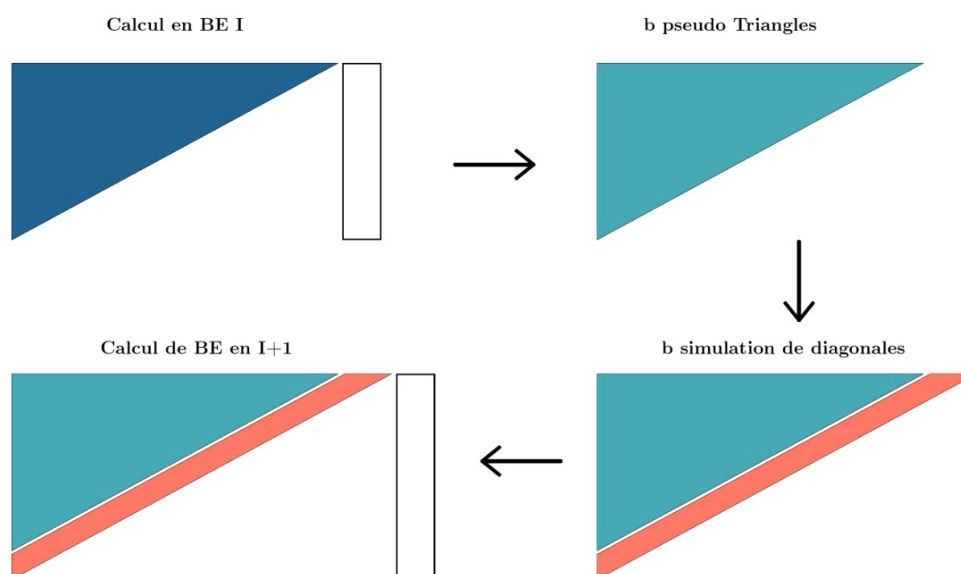 Calcul en BE I
b pseudo Triangles
Calcul de BE en I+1
b simulation de diagonales